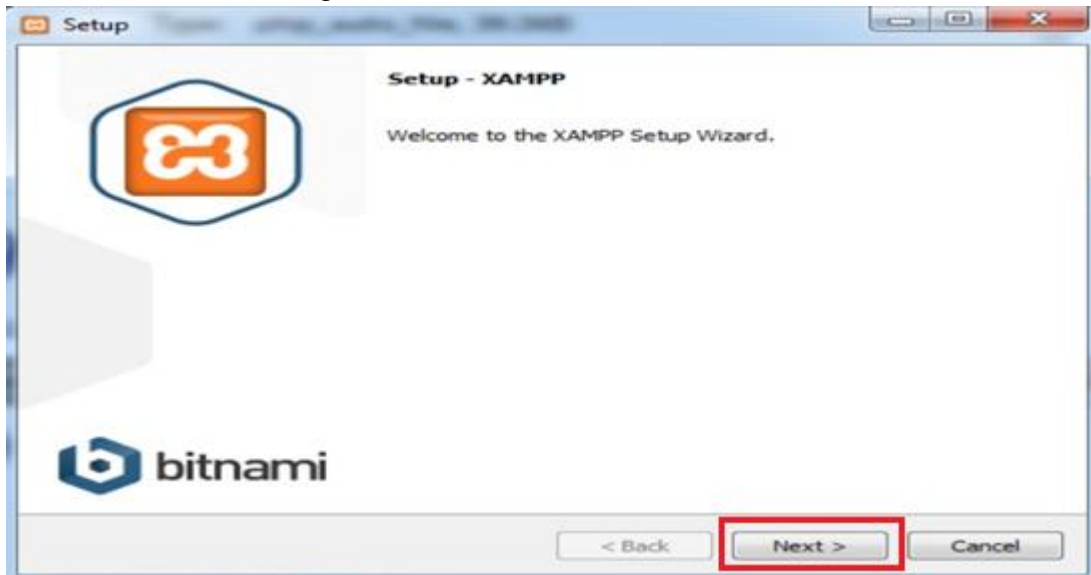 Setup
Setup - XAMPP
Welcome to the XAMPP Setup Wizard.
bitnami
< Back
Next >
Cancel